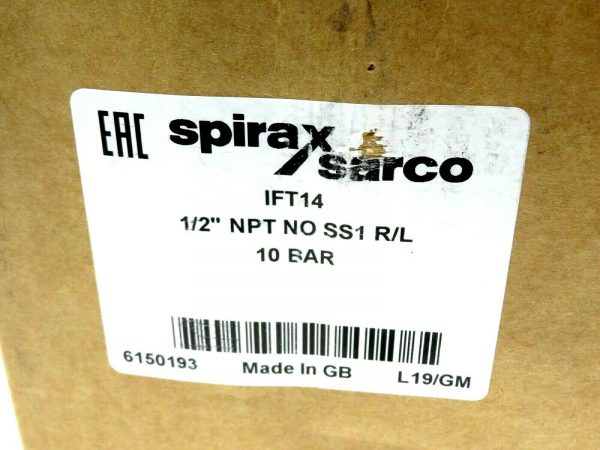 EAC spirax
sarco
IFT14
1/2" NPT NO SS1 R/L
10 BAR
6150193 Made In GB L19/GM